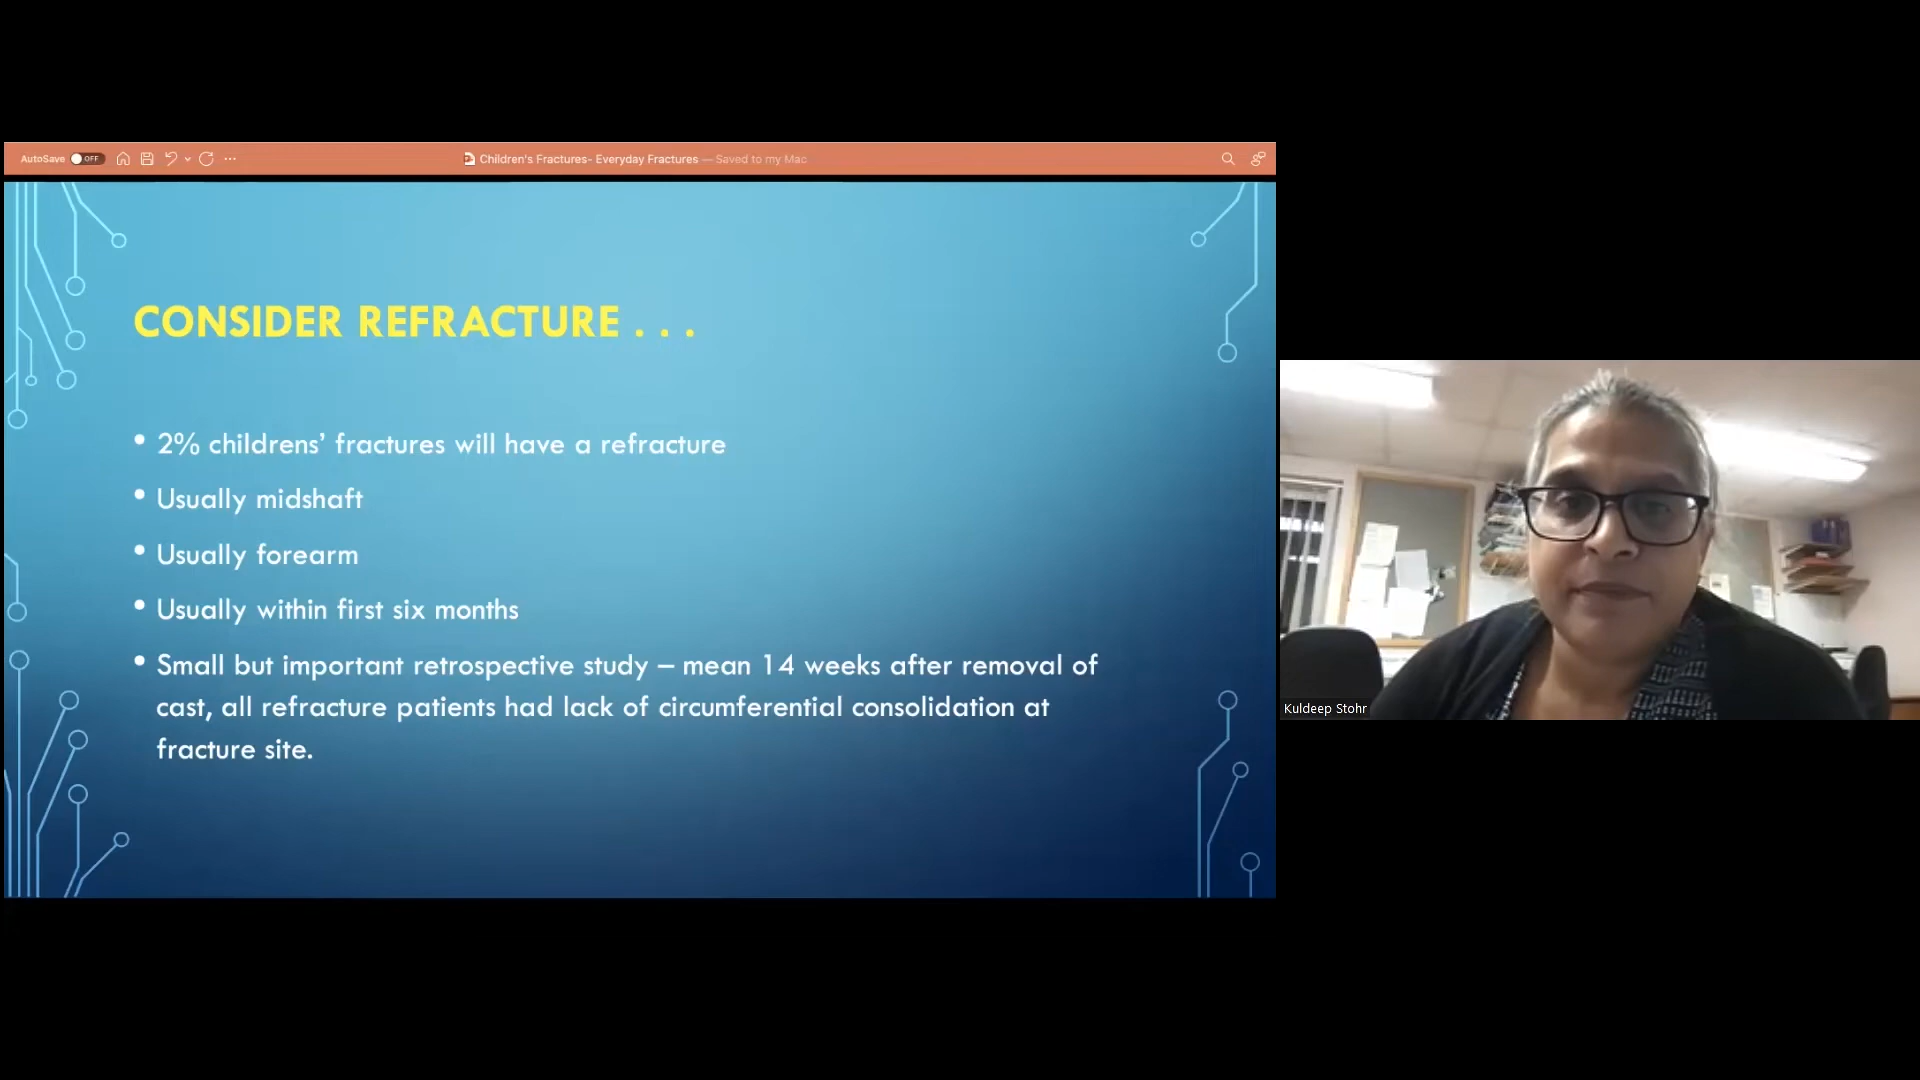 AutoSave OFF
Children's Fractures- Everyday Fractures — Saved to my Mac
CONSIDER REFRACTURE . . .
• 2% childrens’ fractures will have a refracture
• Usually midshaft
• Usually forearm
• Usually within first six months
• Small but important retrospective study – mean 14 weeks after removal of
cast, all refracture patients had lack of circumferential consolidation at
fracture site.
Kuldeep Stohr